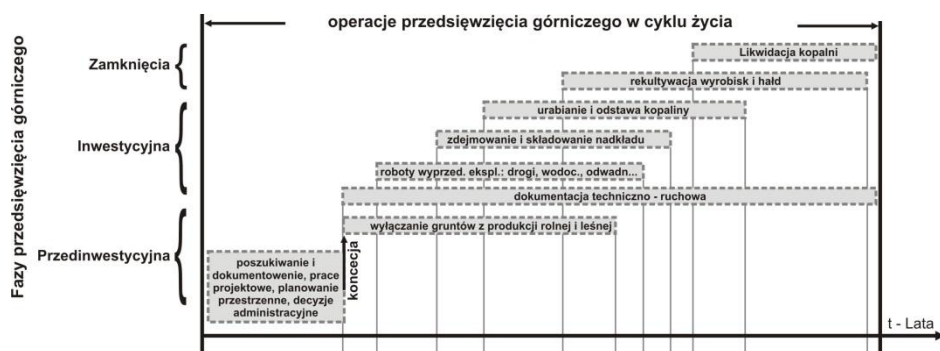 operacje przedsięwzięcia górniczego w cyklu życia
Fazy przedsięwzięcia górniczego
Zamknięcia
Likwidacja kopalni
rekultywacja wyrobisk i hałd
Inwestycyjna
urabianie i odstawa kopaliny
zdejmowanie i składowanie nadkładu
roboty wyprzed. ekspl.: drogi, wodoc., odwadn...
dokumentacja techniczno - ruchowa
Przedinwestycyjna
wyłączanie gruntów z produkcji rolnej i leśnej
koncecja
poszukiwanie i
dokumentowenie, prace
projektowe, planowanie
przestrzenne, decyzje
administracyjne
t - Lata